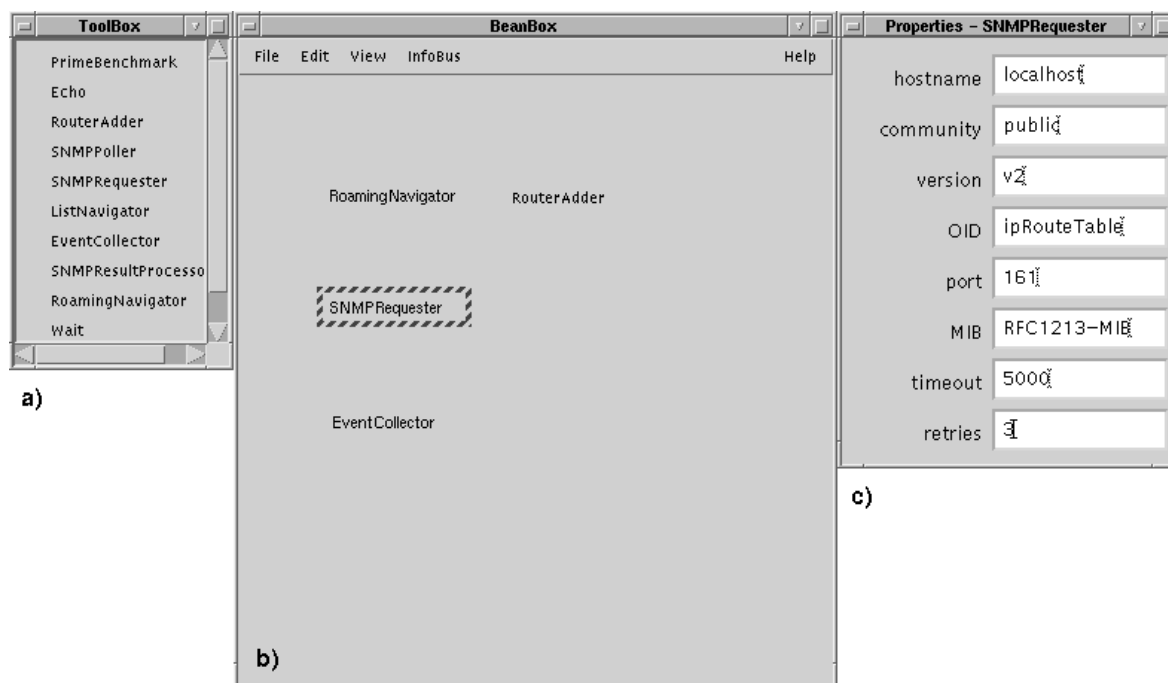 ToolBox
PrimeBenchmark
Echo
RouterAdder
SNMPPoller
SNMPRequester
ListNavigator
EventCollector
SNMPResultProcesso
RoamingNavigator
Wait
a)
BeanBox
File Edit View InfoBus Help
RoamingNavigator RouterAdder
SNMPRequester
EventCollector
b)
Properties - SNMPRequester
hostname localhost
community public
version v2
OID ipRouteTable
port 161
MIB RFC1213-MIB
timeout 5000
retries 3
c)